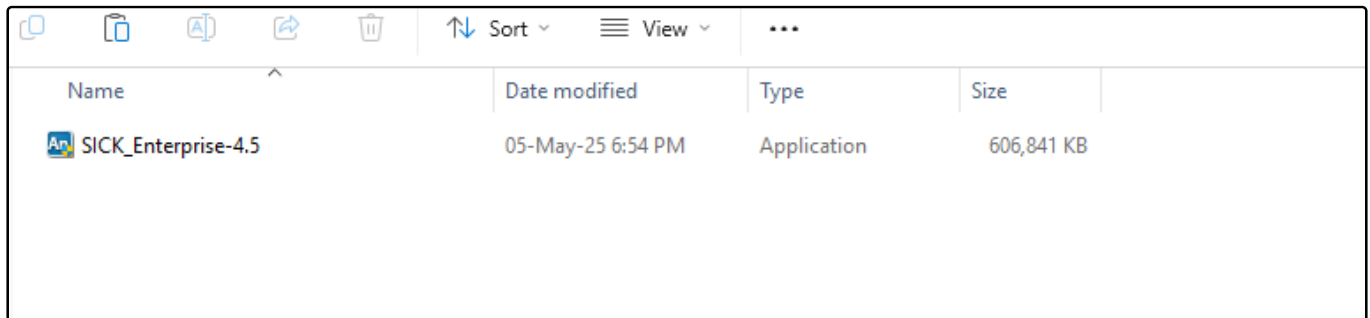 A Sort View •••
Name Date modified Type Size
An SICK_Enterprise-4.5 05-May-25 6:54 PM Application 606,841 KB